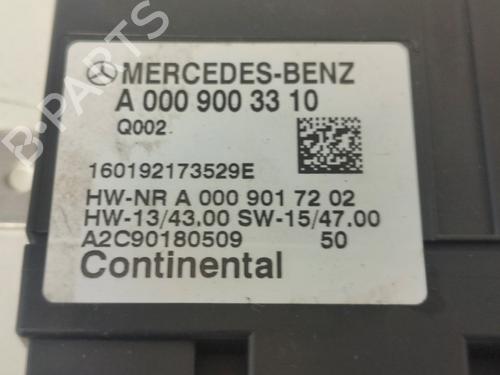 MERCEDES-BENZ
A 000 900 33 10
Q002
160192173529E
HW-NR A 000 901 72 02
HW-13/43.00 SW-15/47.00
A2C90180509 50
Continental